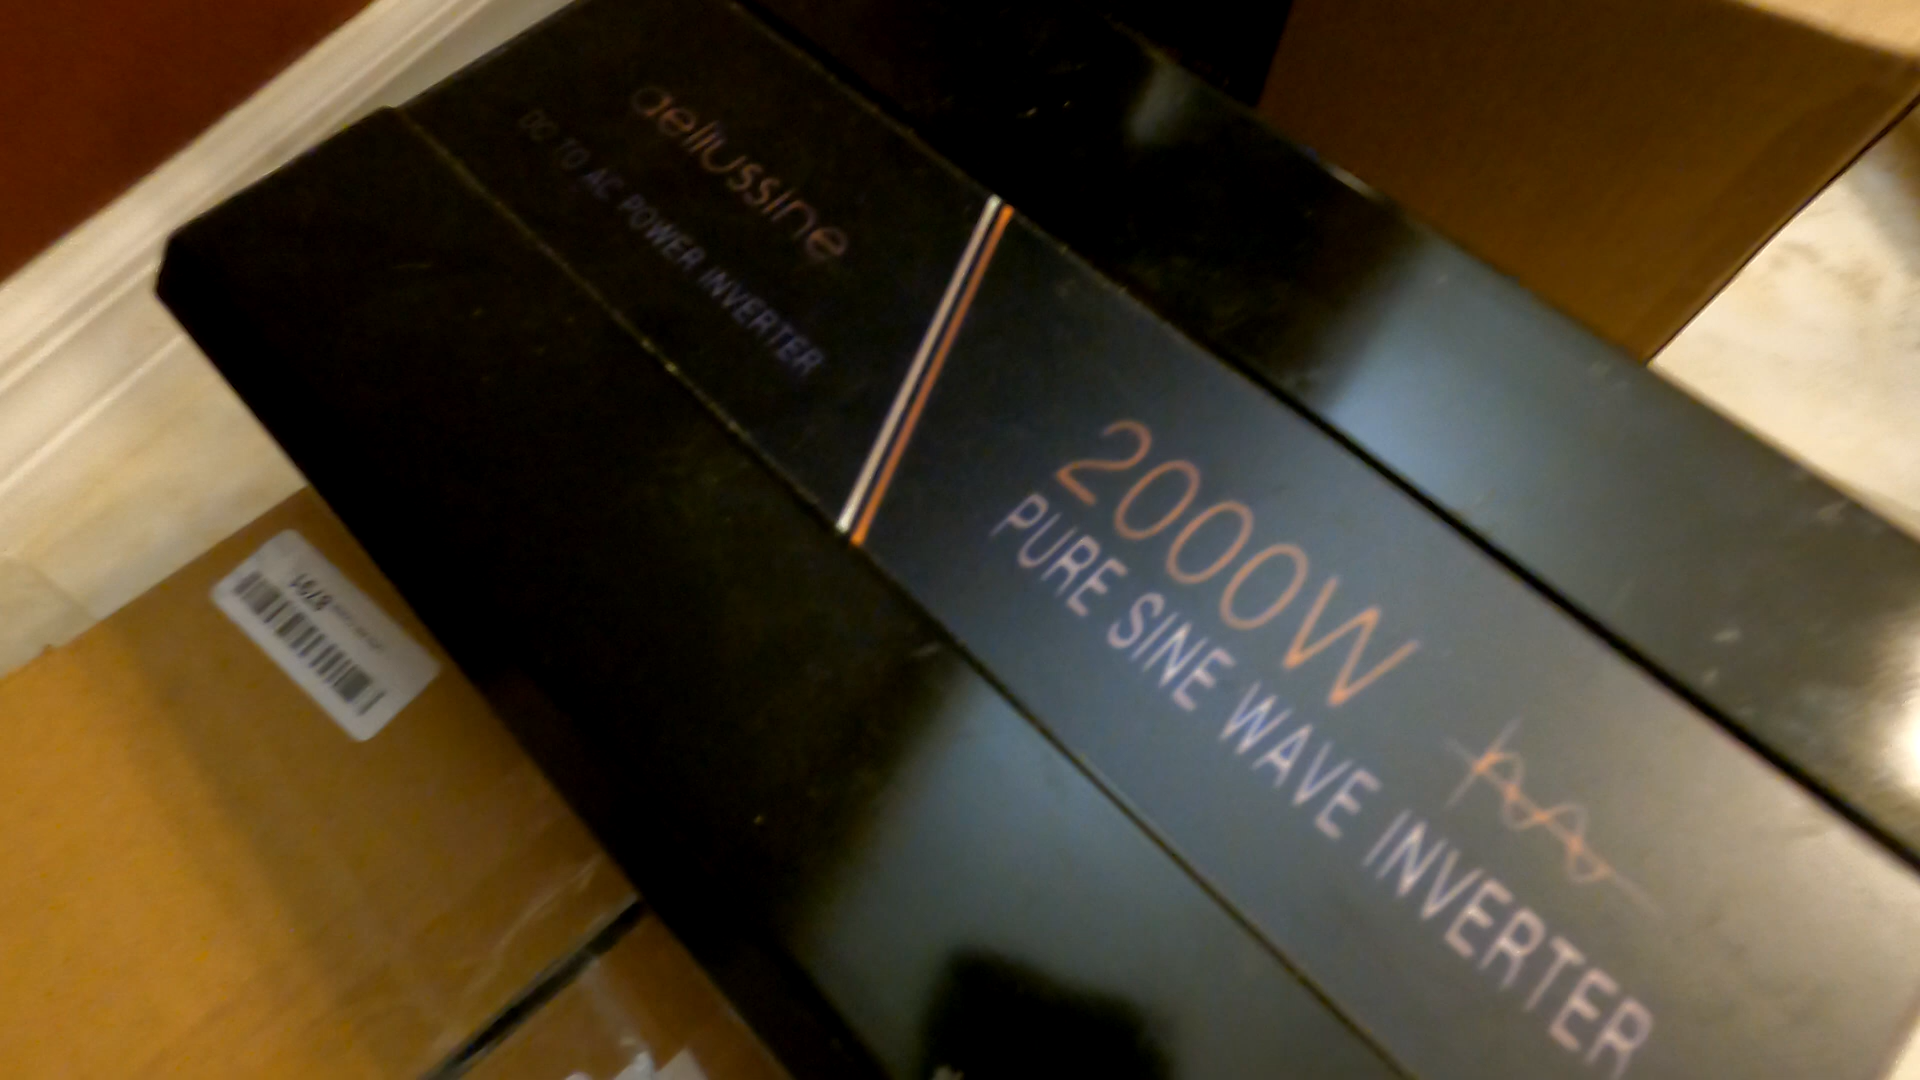 aeliussine
DC TO AC POWER INVERTER
2000W
PURE SINE WAVE INVERTER